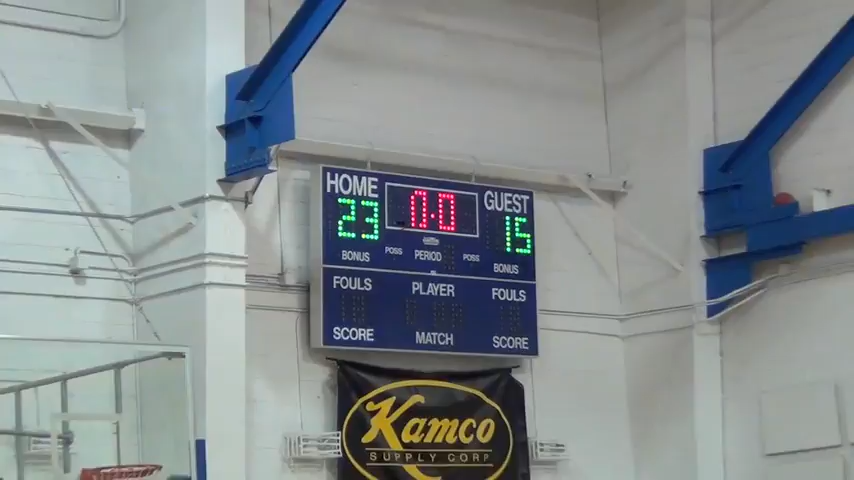 HOME 0.0 GUEST
23 15
BONUS POSS PERIOD POSS BONUS
FOULS PLAYER FOULS
SCORE MATCH SCORE
Kamco
SUPPLY CORP